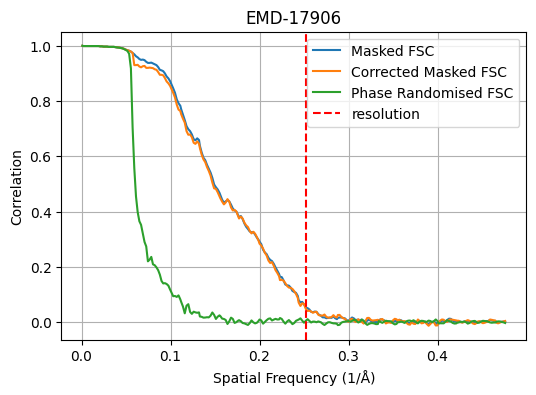 EMD-17906
Masked FSC
Corrected Masked FSC
Phase Randomised FSC
resolution
Correlation
1.0
0.8
0.6
0.4
0.2
0.0
0.0 0.1 0.2 0.3 0.4
Spatial Frequency (1/Å)